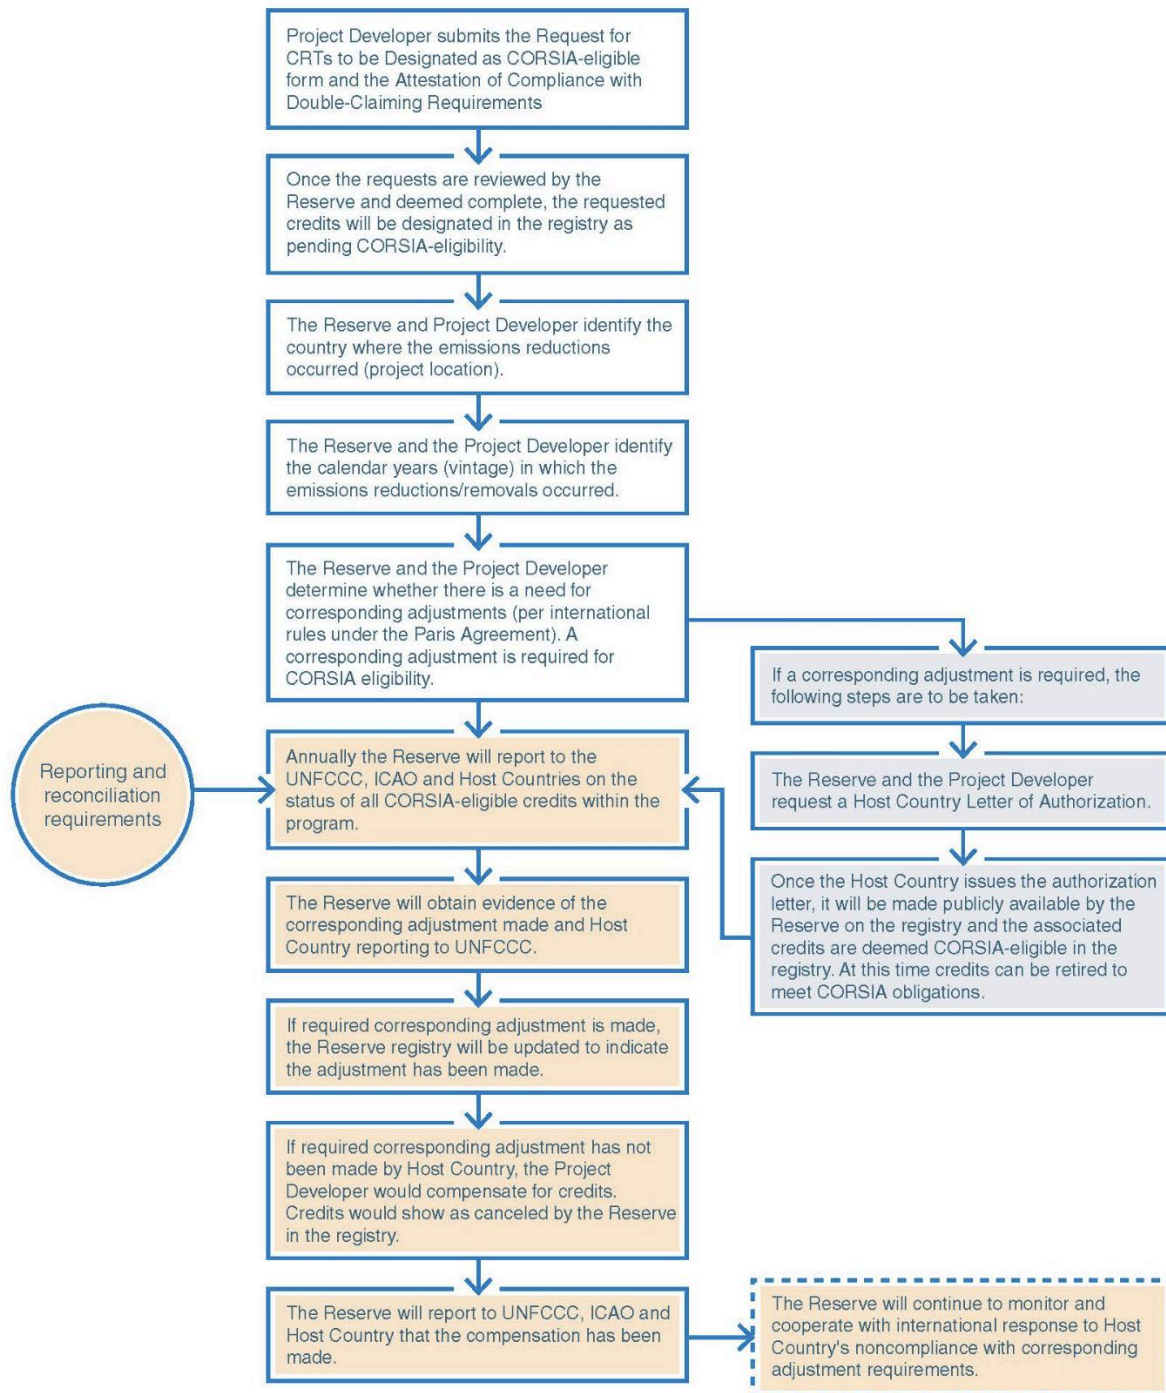 Project Developer submits the Request for
CRTs to be Designated as CORSIA-eligible
form and the Attestation of Compliance with
Double-Claiming Requirements
Once the requests are reviewed by the
Reserve and deemed complete, the requested
credits will be designated in the registry as
pending CORSIA-eligibility.
The Reserve and Project Developer identify the
country where the emissions reductions
occurred (project location).
The Reserve and the Project Developer identify
the calendar years (vintage) in which the
emissions reductions/removals occurred.
The Reserve and the Project Developer
determine whether there is a need for
corresponding adjustments (per international
rules under the Paris Agreement). A
corresponding adjustment is required for
CORSIA eligibility.
If a corresponding adjustment is required, the
following steps are to be taken:
The Reserve and the Project Developer
request a Host Country Letter of Authorization.
Once the Host Country issues the authorization
letter, it will be made publicly available by the
Reserve on the registry and the associated
credits are deemed CORSIA-eligible in the
registry. At this time credits can be retired to
meet CORSIA obligations.
Reporting and
reconciliation
requirements
Annually the Reserve will report to the
UNFCCC, ICAO and Host Countries on the
status of all CORSIA-eligible credits within the
program.
The Reserve will obtain evidence of the
corresponding adjustment made and Host
Country reporting to UNFCCC.
If required corresponding adjustment is made,
the Reserve registry will be updated to indicate
the adjustment has been made.
If required corresponding adjustment has not
been made by Host Country, the Project
Developer would compensate for credits.
Credits would show as canceled by the Reserve
in the registry.
The Reserve will report to UNFCCC, ICAO and
Host Country that the compensation has been
made.
The Reserve will continue to monitor and
cooperate with international response to Host
Country's noncompliance with corresponding
adjustment requirements.